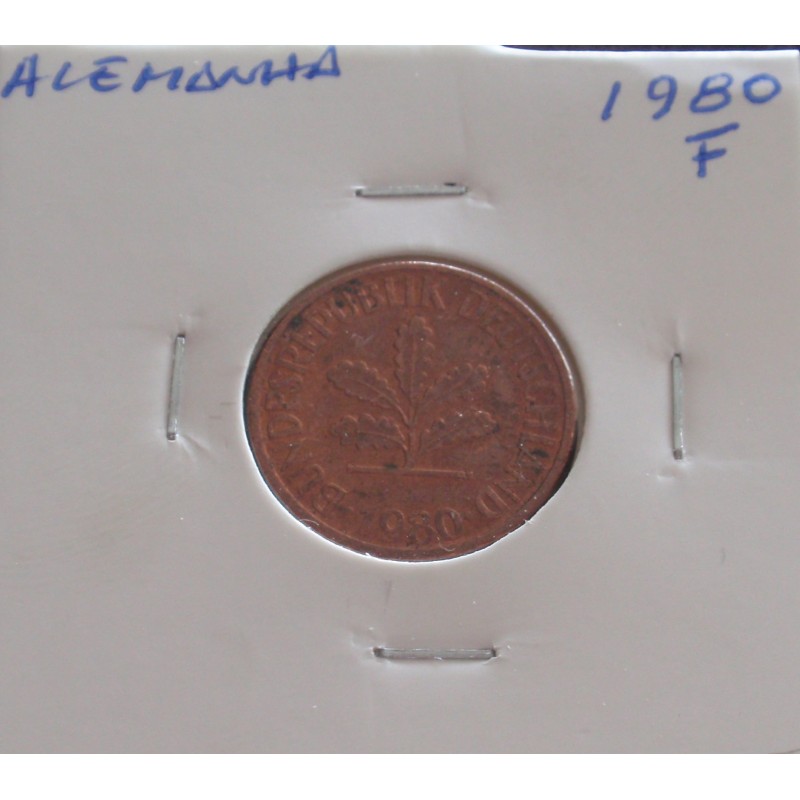 ALEMANHA
1980
F
BUNDESREPUBLIK DEUTSCHLAND
1980